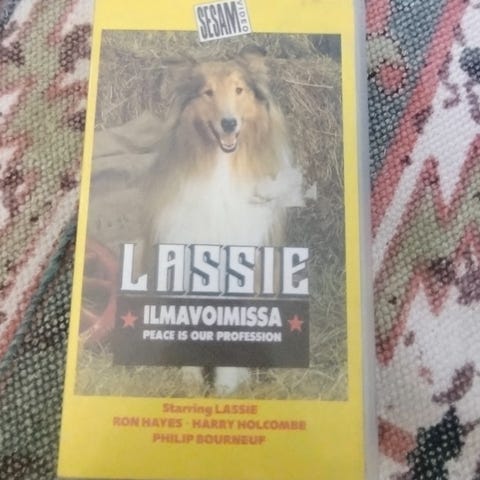 SESAM
VIDEO
LASSIE
ILMAVOIMISSA
PEACE IS OUR PROFESSION
Starring LASSIE
RON HAYES · HARRY HOLCOMBE
PHILIP BOURNEUF